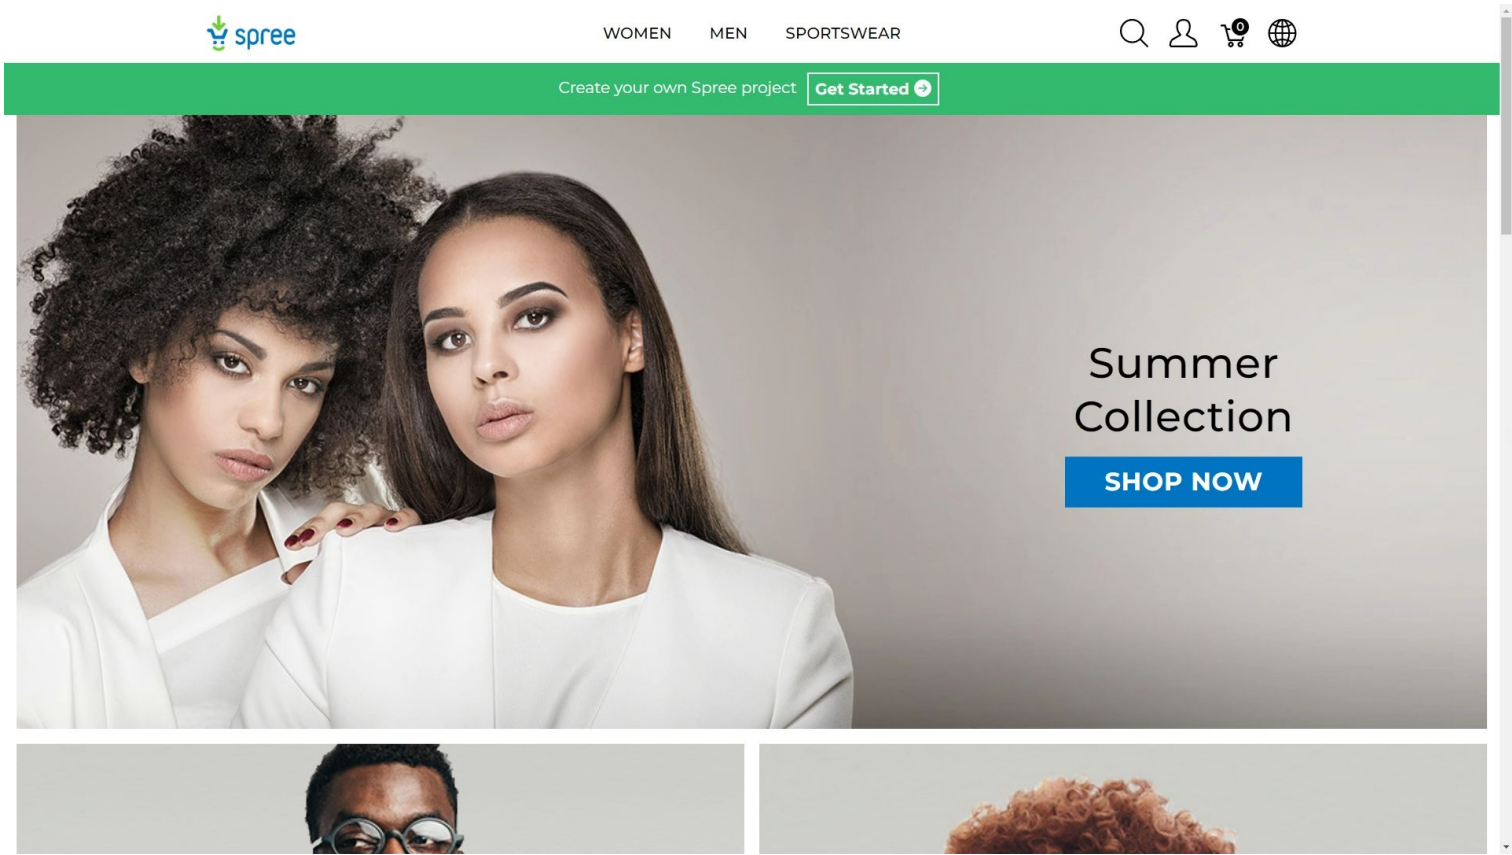 spree
WOMEN MEN SPORTSWEAR
0
Create your own Spree project Get Started
Summer
Collection
SHOP NOW